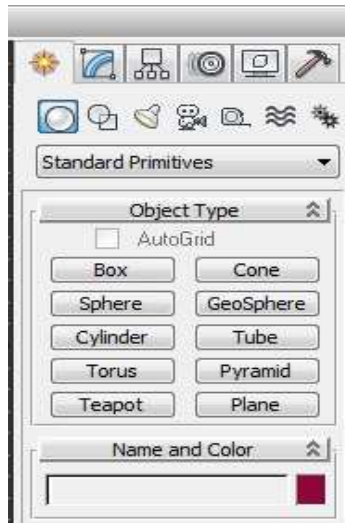 Standard Primitives
Object Type
AutoGrid
Box Cone
Sphere GeoSphere
Cylinder Tube
Torus Pyramid
Teapot Plane
Name and Color